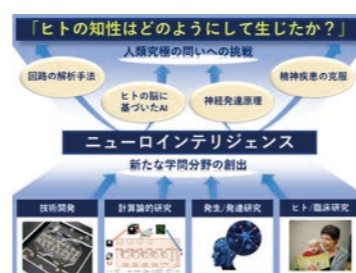 「ヒトの知性はどのようにして生じたか？」
人類究極の問いへの挑戦
回路の解析手法
ヒトの脳に
基づいたAI
神経発達原理
精神疾患の克服
ニューロインテリジェンス
新たな学問分野の創出
技術開発
計算論的研究
発生/発達研究
ヒト/臨床研究